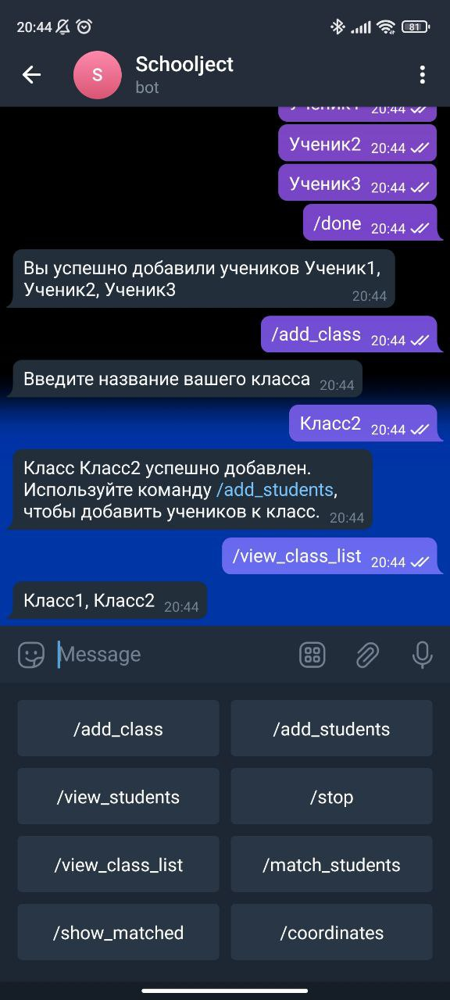 20:44
81
S
Schoolject
bot
Ученик1 20:44
Ученик2 20:44
Ученик3 20:44
/done 20:44
Вы успешно добавили учеников Ученик1,
Ученик2, Ученик3
20:44
/add_class 20:44
Введите название вашего класса 20:44
Класс2 20:44
Класс Класс2 успешно добавлен.
Используйте команду /add_students,
чтобы добавить учеников к класс. 20:44
/view_class_list 20:44
Класс1, Класс2 20:44
Message
/add_class
/add_students
/view_students
/stop
/view_class_list
/match_students
/show_matched
/coordinates